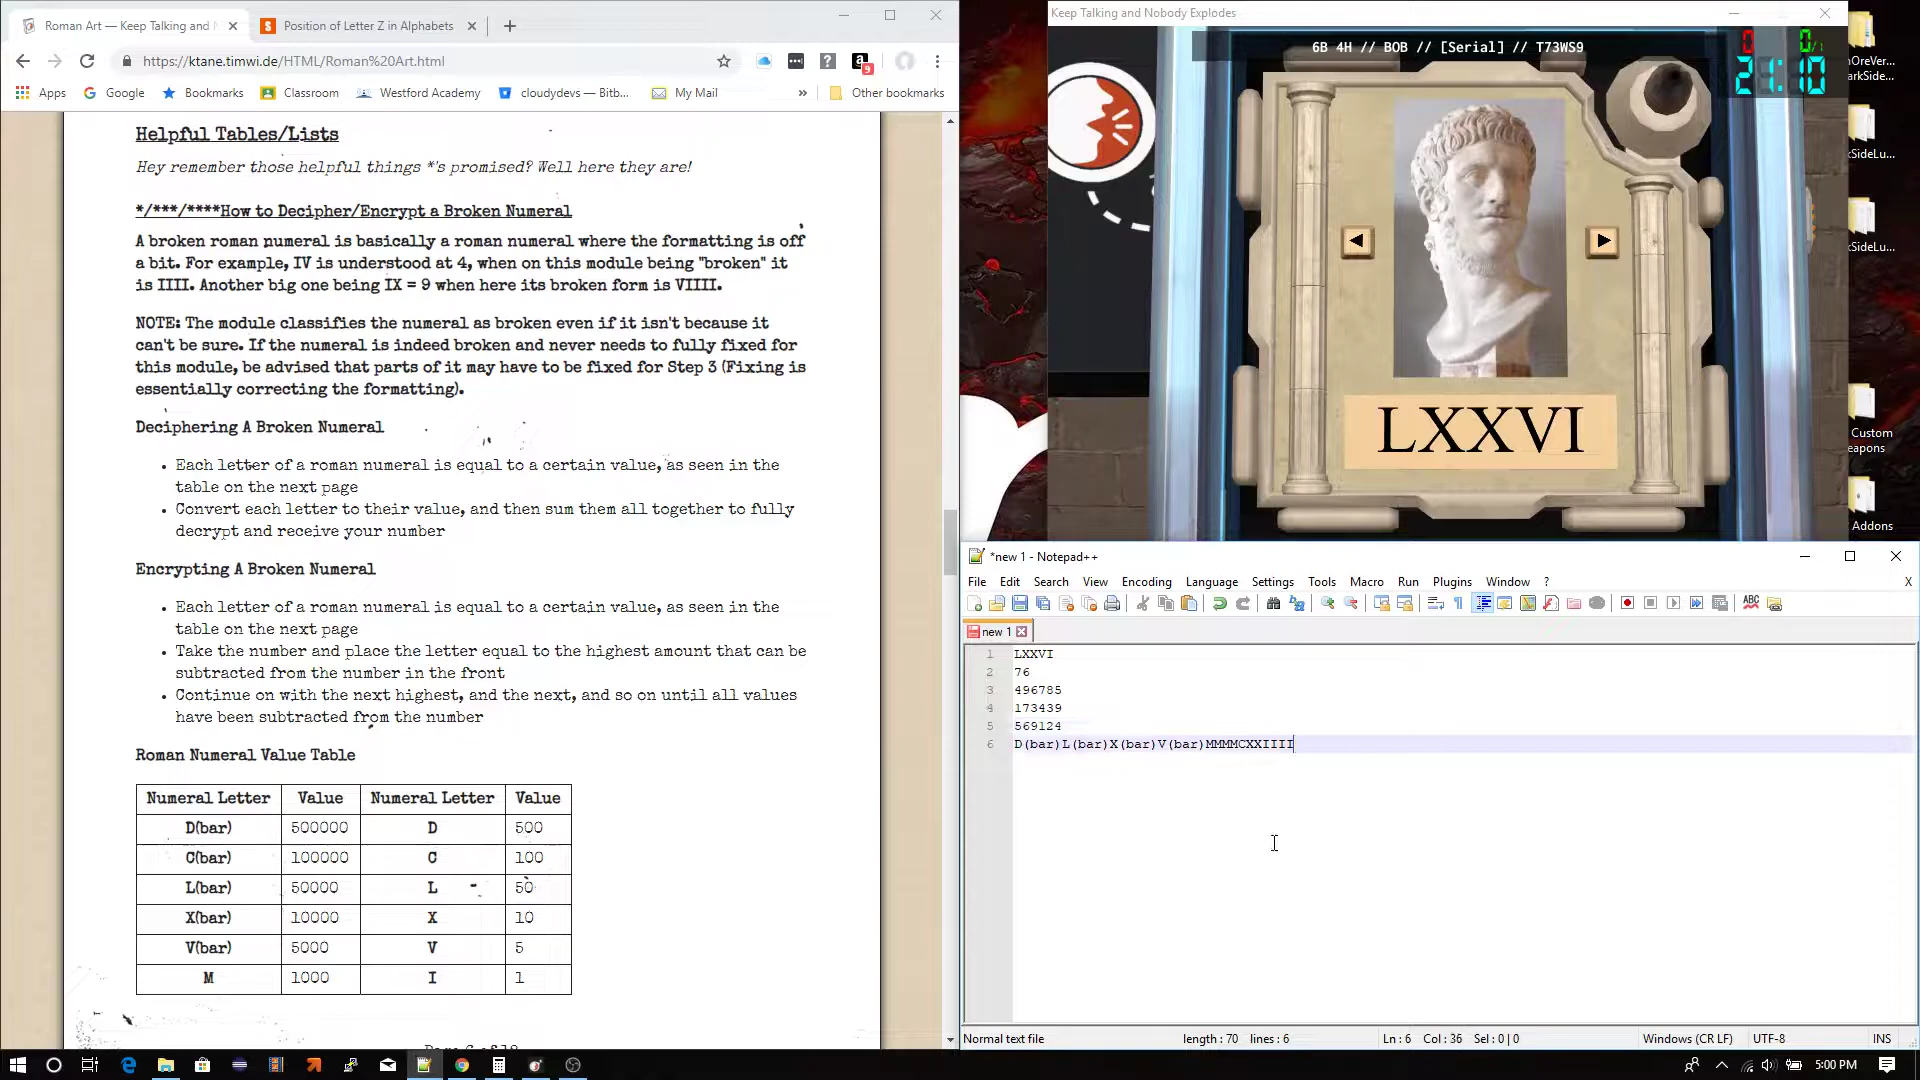 Roman Art — Keep Talking and N
Position of Letter Z in Alphabets
https://ktane.timwi.de/HTML/Roman%20Art.html
9
Apps
Google
Bookmarks
Classroom
Westford Academy
cloudydevs — Bitb...
My Mail
»
Other bookmarks
Helpful Tables/Lists
Hey remember those helpful things *'s promised? Well here they are!
*/***/****How to Decipher/Encrypt a Broken Numeral
A broken roman numeral is basically a roman numeral where the formatting is off
a bit. For example, IV is understood at 4, when on this module being "broken" it
is IIII. Another big one being IX = 9 when here its broken form is VIIII.
NOTE: The module classifies the numeral as broken even if it isn't because it
can't be sure. If the numeral is indeed broken and never needs to fully fixed for
this module, be advised that parts of it may have to be fixed for Step 3 (Fixing is
essentially correcting the formatting).
Deciphering A Broken Numeral
Each letter of a roman numeral is equal to a certain value, as seen in the
table on the next page
Convert each letter to their value, and then sum them all together to fully
decrypt and receive your number
Encrypting A Broken Numeral
Each letter of a roman numeral is equal to a certain value, as seen in the
table on the next page
Take the number and place the letter equal to the highest amount that can be
subtracted from the number in the front
Continue on with the next highest, and the next, and so on until all values
have been subtracted from the number
Roman Numeral Value Table
Numeral Letter Value Numeral Letter Value
D(bar) 500000 D 500
C(bar) 100000 C 100
L(bar) 50000 L 50
X(bar) 10000 X 10
V(bar) 5000 V 5
M 1000 I 1
Keep Talking and Nobody Explodes
6B 4H // BOB // [Serial] // T73WS9
0
0/1
21:10
LXXVI
nOreVer...
arkSide...
kSideLu...
kSideLu...
Custom
eapons
Addons
*new 1 - Notepad++
File Edit Search View Encoding Language Settings Tools Macro Run Plugins Window ? X
new 1
1 LXXVI
2 76
3 496785
4 173439
5 569124
6 D(bar)L(bar)X(bar)V(bar)MMMMCXXIIII
Normal text file length : 70 lines : 6 Ln : 6 Col : 36 Sel : 0 | 0 Windows (CR LF) UTF-8 INS
5:00 PM